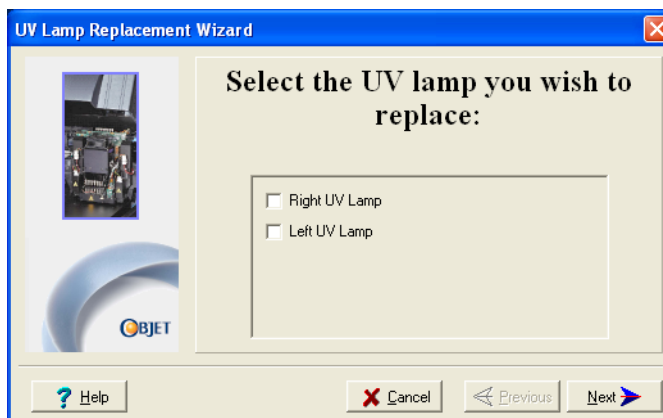 UV Lamp Replacement Wizard
Select the UV lamp you wish to
replace:
Right UV Lamp
Left UV Lamp
OBJET
Help
Cancel
Previous
Next